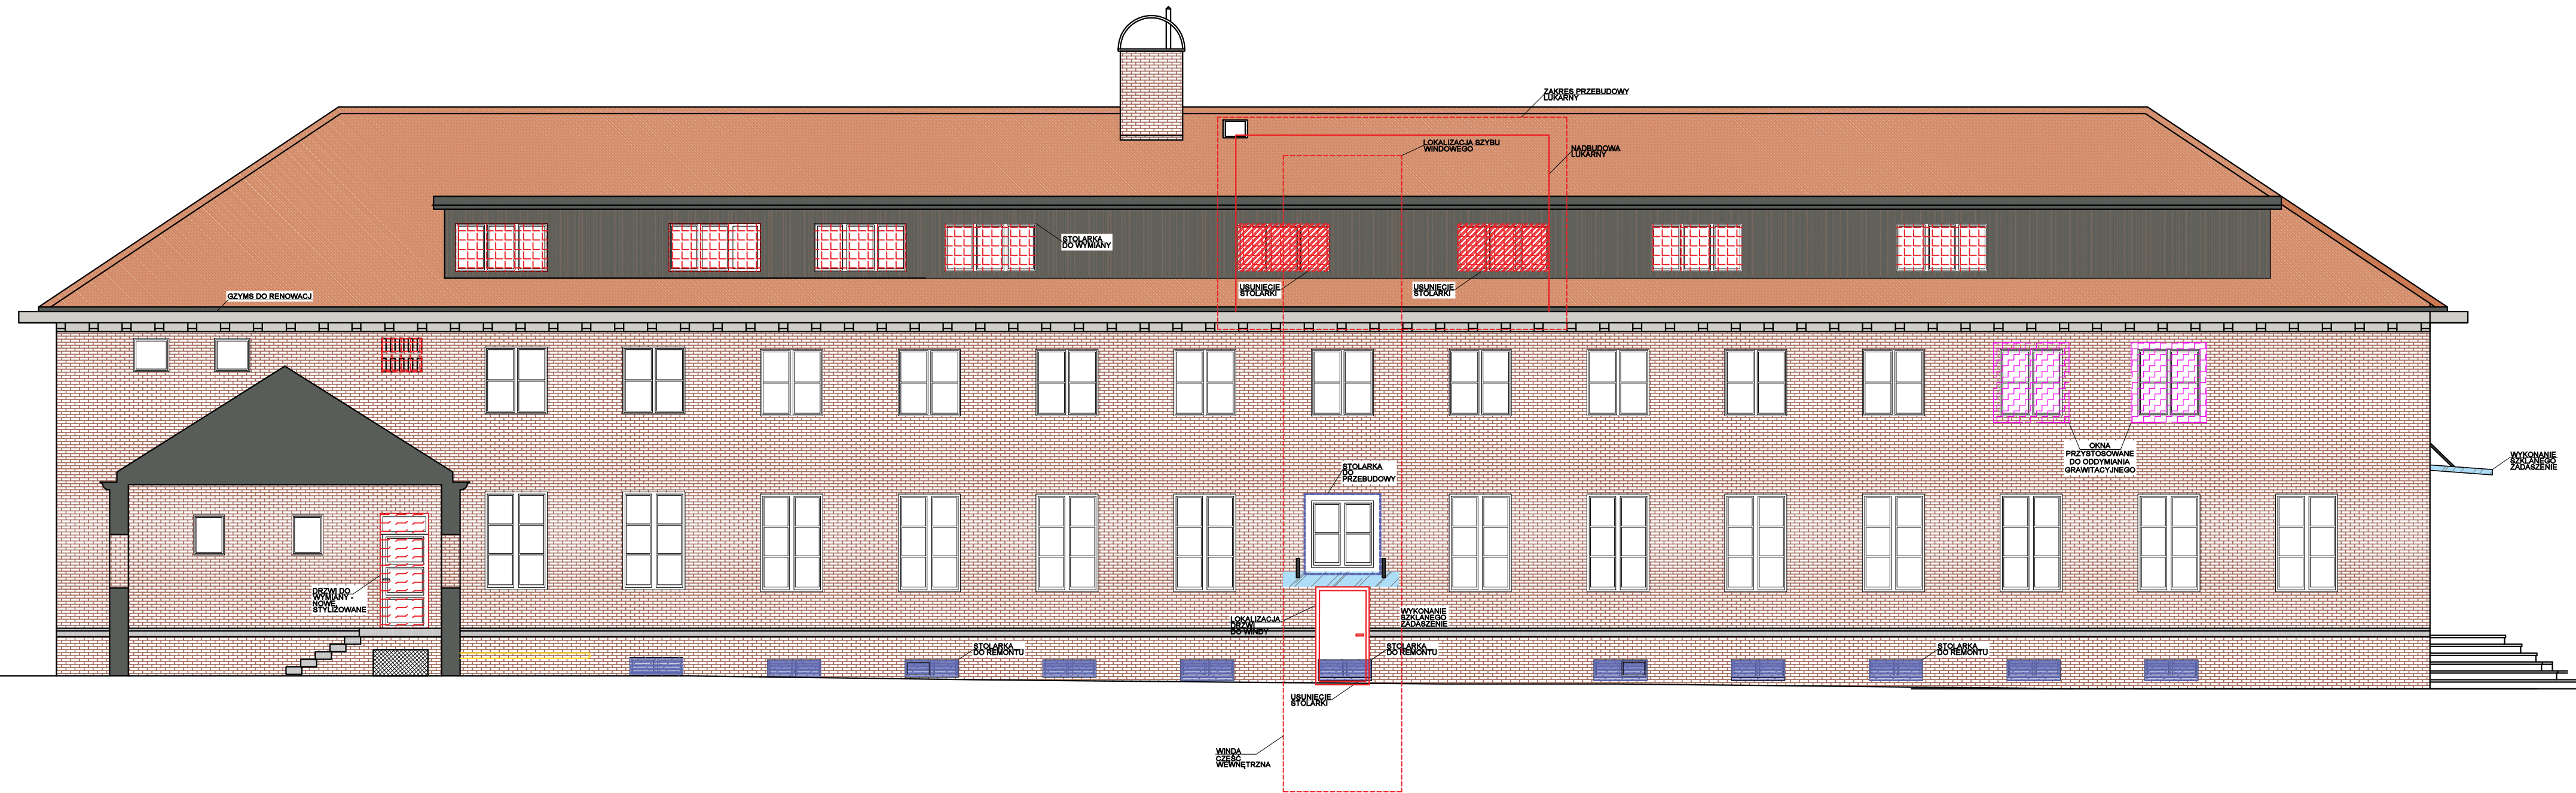 ZAKRES PRZEBUDOWY
LUKARNY
LOKALIZACJA SZYBU
WINDOWEGO
NADBUDOWA
LUKARNY
STOLARKA
DO WYMIANY
USUNIĘCIE
STOLARKI
USUNIĘCIE
STOLARKI
GZYMS DO RENOWACJ
OKNA
PRZYSTOSOWANE
DO ODDYMIANIA
GRAWITACYJNEGO
WYKONANIE
SZKLANEGO
ZADASZENIE
STOLARKA
DO
PRZEBUDOWY
DRZWI DO
WYMIANY -
NOWE,
STYLIZOWANE
LOKALIZACJA
DRZWI
DO WINDY
WYKONANIE
SZKLANEGO
ZADASZENIE
STOLARKA
DO REMONTU
STOLARKA
DO REMONTU
STOLARKA
DO REMONTU
USUNIĘCIE
STOLARKI
WINDA
CZĘŚĆ
WEWNĘTRZNA